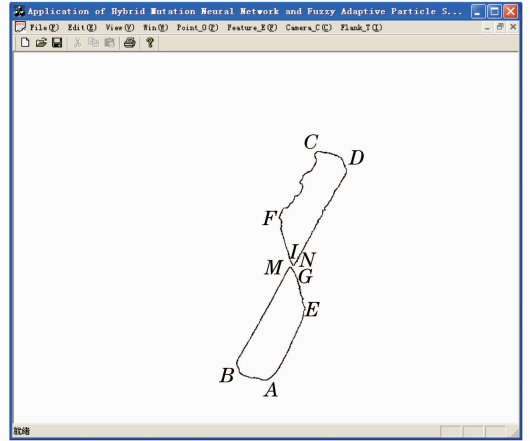 Application of Hybrid Mutation Neural Network and Fuzzy Adaptive Particle S...
File(F) Edit(E) View(V) Win(W) Point_O(P) Feature_E(F) Camera_C(C) Flank_T(I)
C
D
F
I
N
M
G
E
B
A
就绪